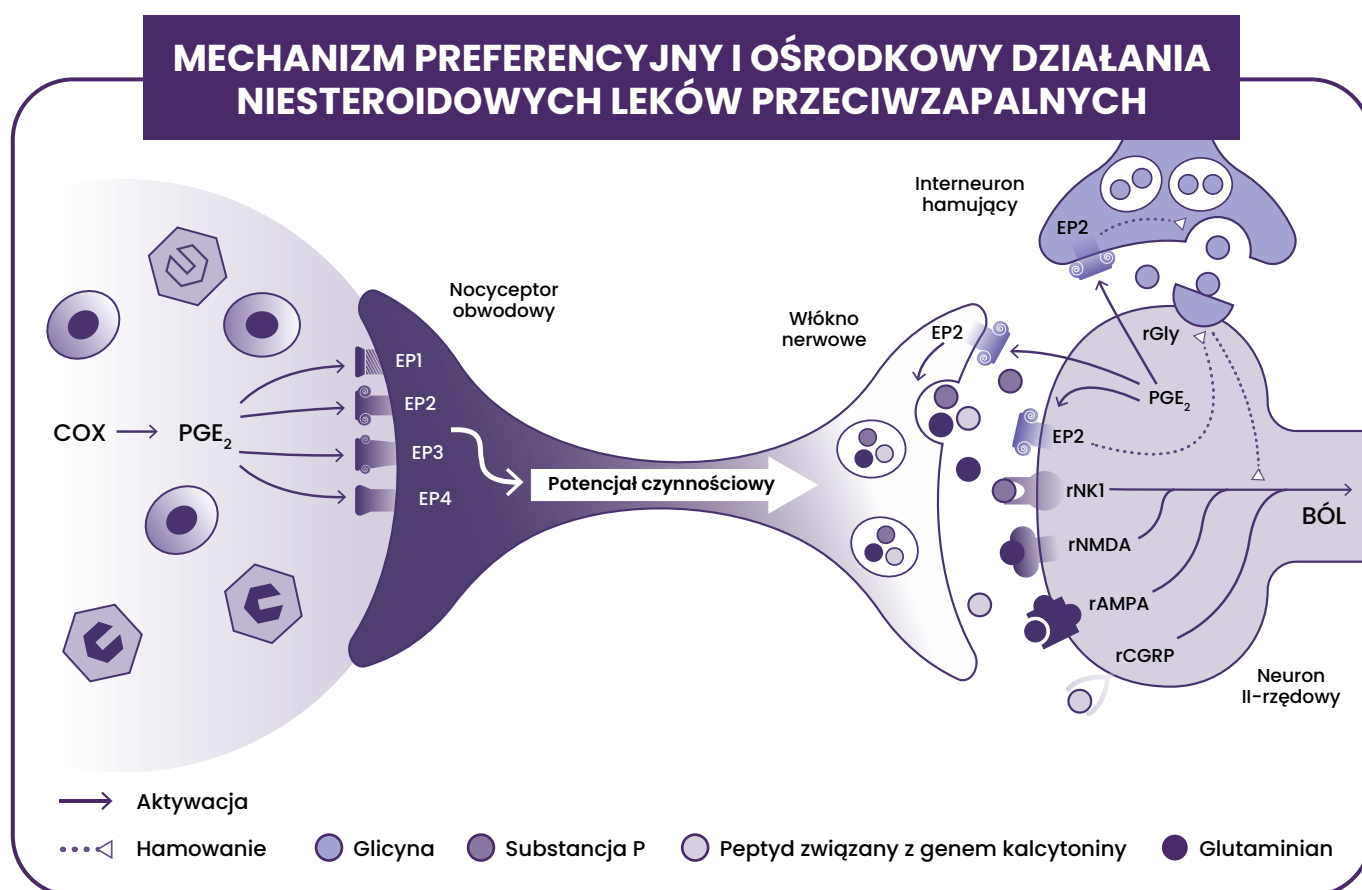 MECHANIZM PREFERENCYJNY I OŚRODKOWY DZIAŁANIA
NIESTEROIDOWYCH LEKÓW PRZECIWZAPALNYCH
Interneuron
hamujący
EP2
Nocyceptor
obwodowy
Włókno
nerwowe
EP2
rGly
EP1
EP2
PGE₂
COX
PGE₂
EP3
EP2
EP4
Potencjał czynnościowy
rNK1
BÓL
rNMDA
rAMPA
rCGRP
Neuron
II-rzędowy
Aktywacja
Hamowanie
Glicyna
Substancja P
Peptyd związany z genem kalcytoniny
Glutaminian